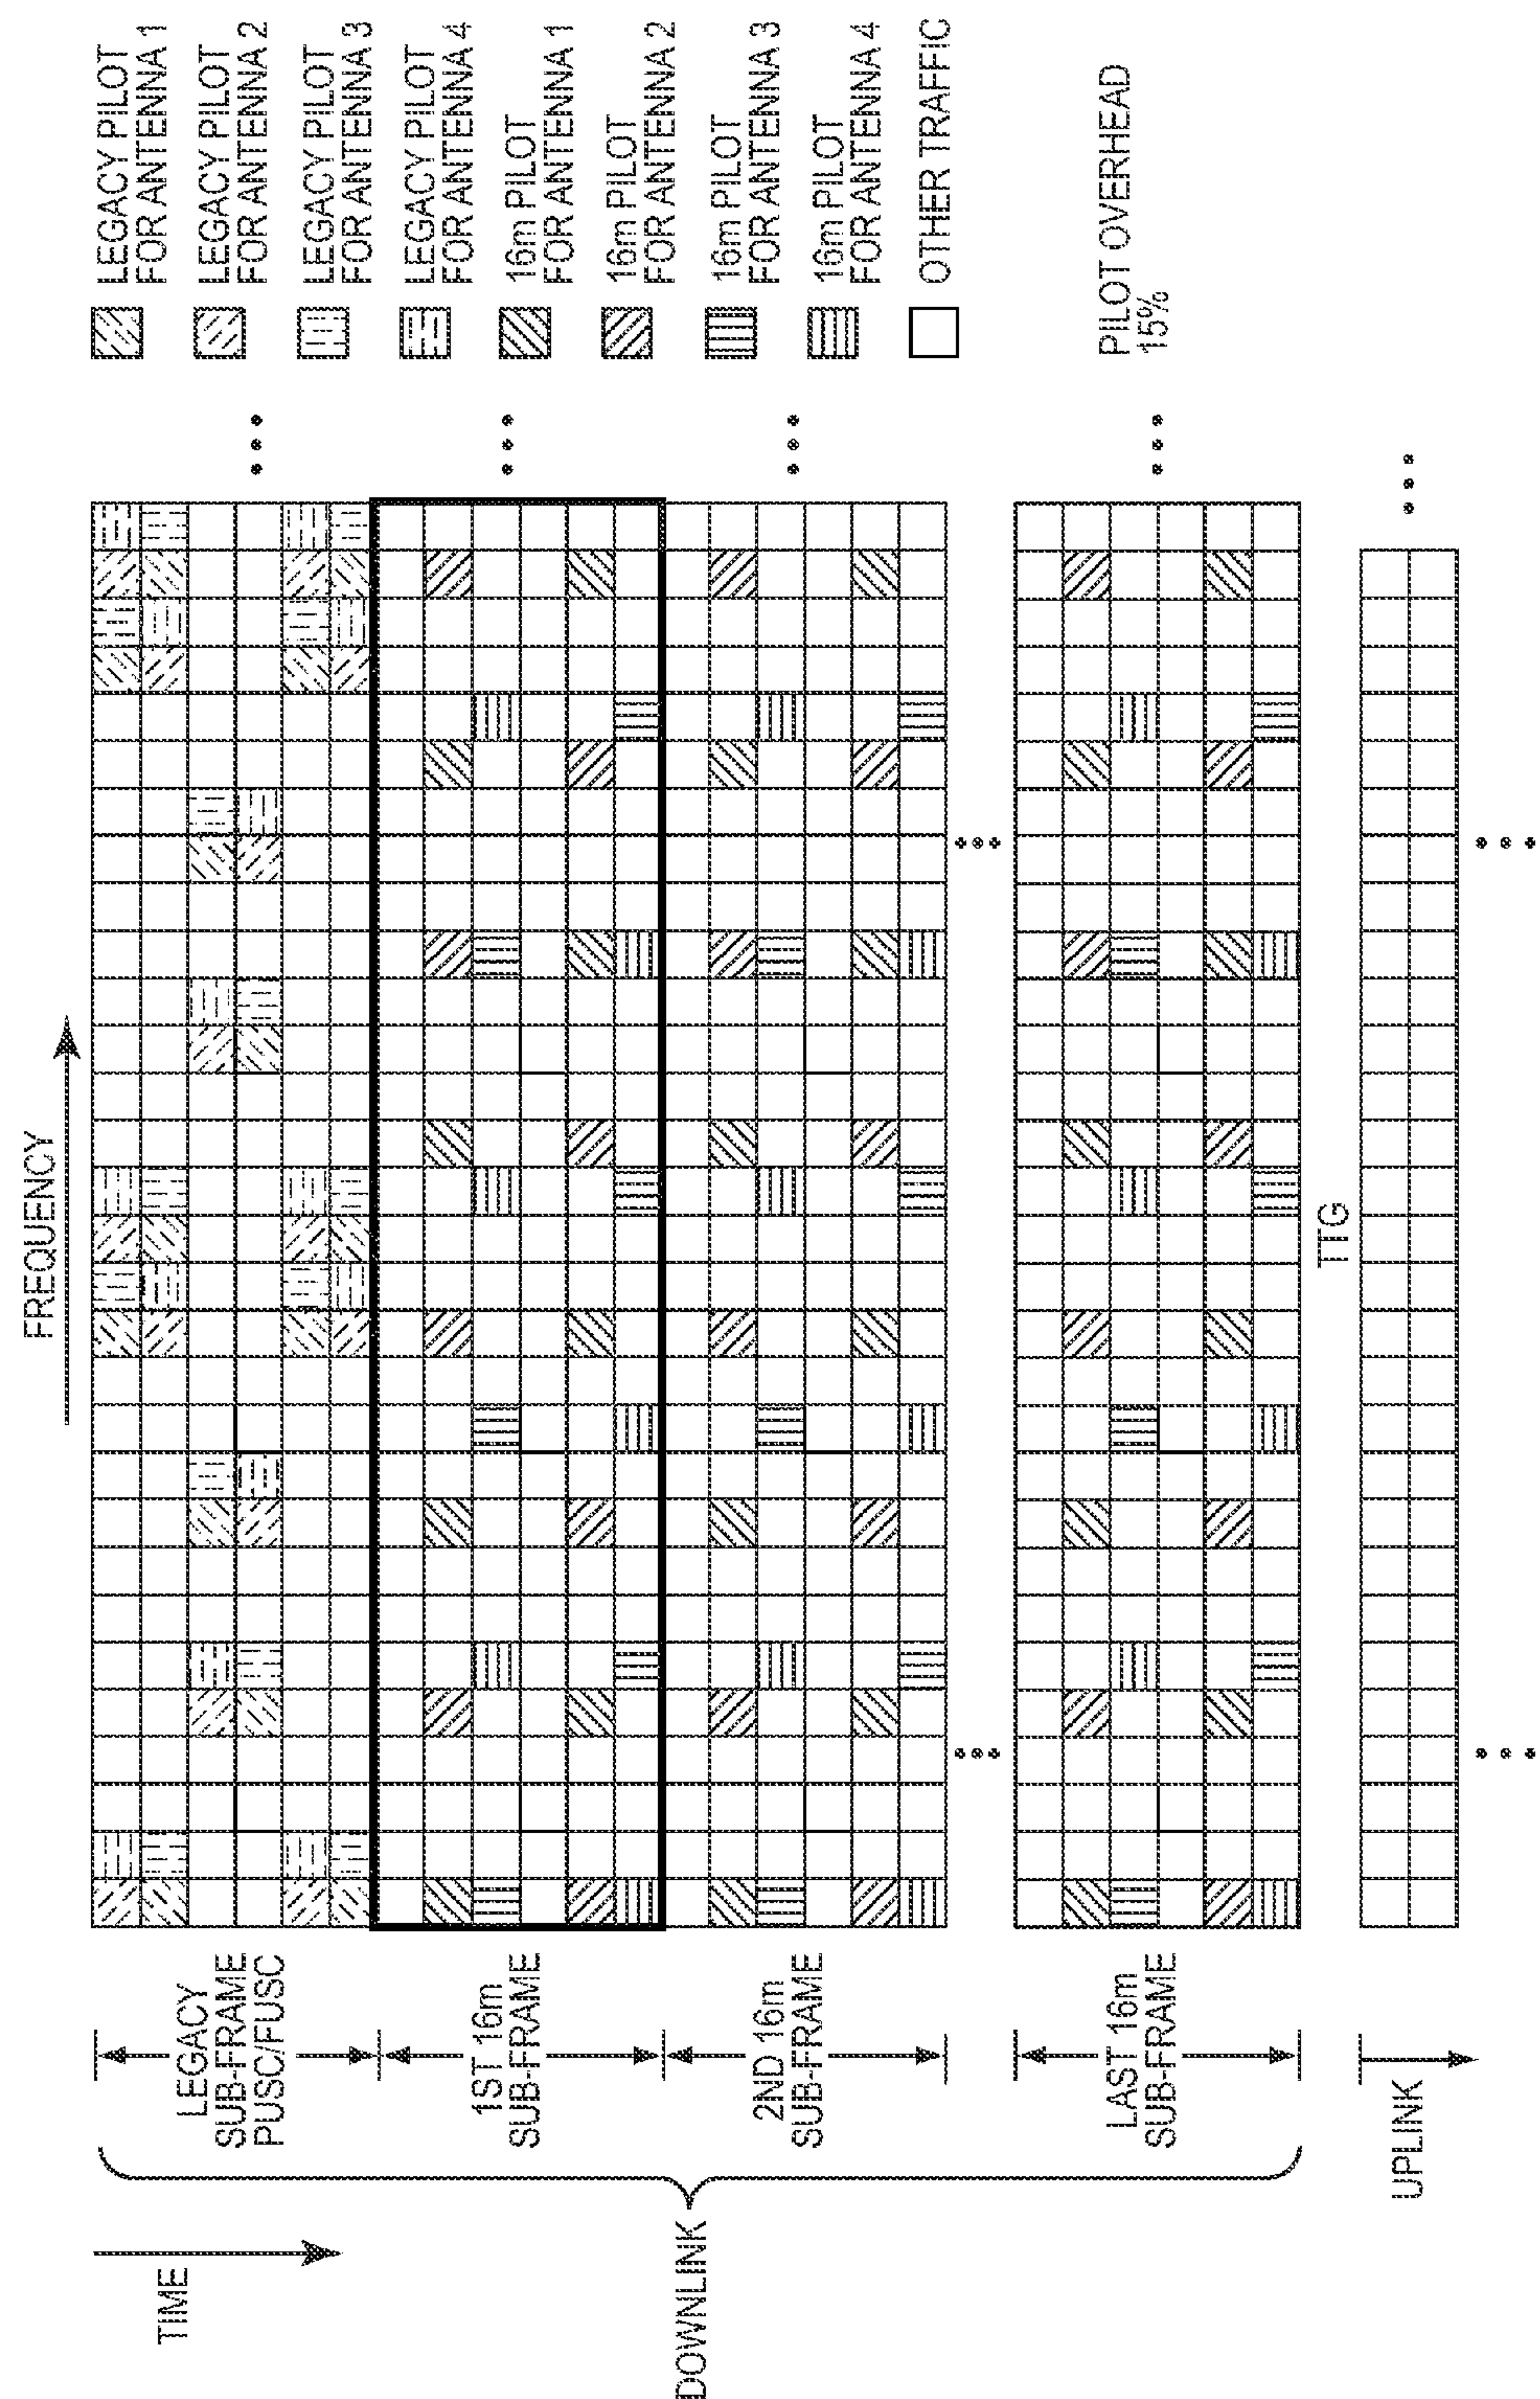 FREQUENCY
TIME
DOWNLINK
LEGACY
SUB-FRAME
PUSC/FUSC
1ST 16m
SUB-FRAME
2ND 16m
SUB-FRAME
LAST 16m
SUB-FRAME
TTG
UPLINK
LEGACY PILOT
FOR ANTENNA 1
LEGACY PILOT
FOR ANTENNA 2
LEGACY PILOT
FOR ANTENNA 3
LEGACY PILOT
FOR ANTENNA 4
16m PILOT
FOR ANTENNA 1
16m PILOT
FOR ANTENNA 2
16m PILOT
FOR ANTENNA 3
16m PILOT
FOR ANTENNA 4
OTHER TRAFFIC
PILOT OVERHEAD
15%